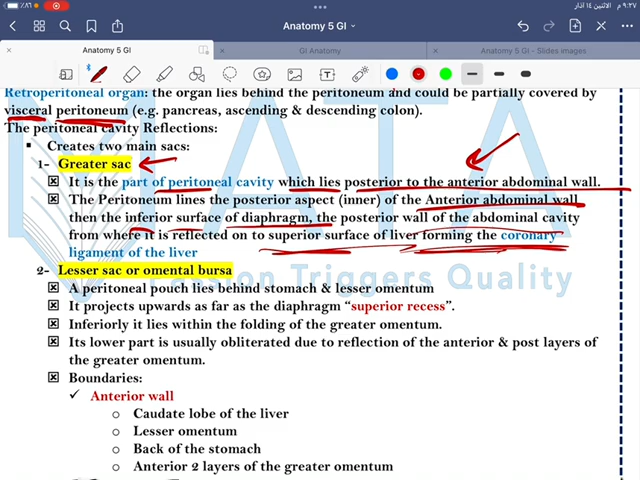 ٨٦٪
٩:٣٧ م الاثنين ١٤ آذار
Anatomy 5 GI
Anatomy 5 GI
GI Anatomy
Anatomy 5 GI - Slides images
Retroperitoneal organ: the organ lies behind the peritoneum and could be partially covered by
visceral peritoneum (e.g. pancreas, ascending & descending colon).
The peritoneal cavity Reflections:
Creates two main sacs:
1- Greater sac
It is the part of peritoneal cavity which lies posterior to the anterior abdominal wall.
The Peritoneum lines the posterior aspect (inner) of the Anterior abdominal wall
then the inferior surface of diaphragm, the posterior wall of the abdominal cavity
from where it is reflected on to superior surface of liver forming the coronary
ligament of the liver
2- Lesser sac or omental bursa
A peritoneal pouch lies behind stomach & lesser omentum
It projects upwards as far as the diaphragm “superior recess”.
Inferiorly it lies within the folding of the greater omentum.
Its lower part is usually obliterated due to reflection of the anterior & post layers of
the greater omentum.
Boundaries:
Anterior wall
Caudate lobe of the liver
Lesser omentum
Back of the stomach
Anterior 2 layers of the greater omentum
Triggers Quality